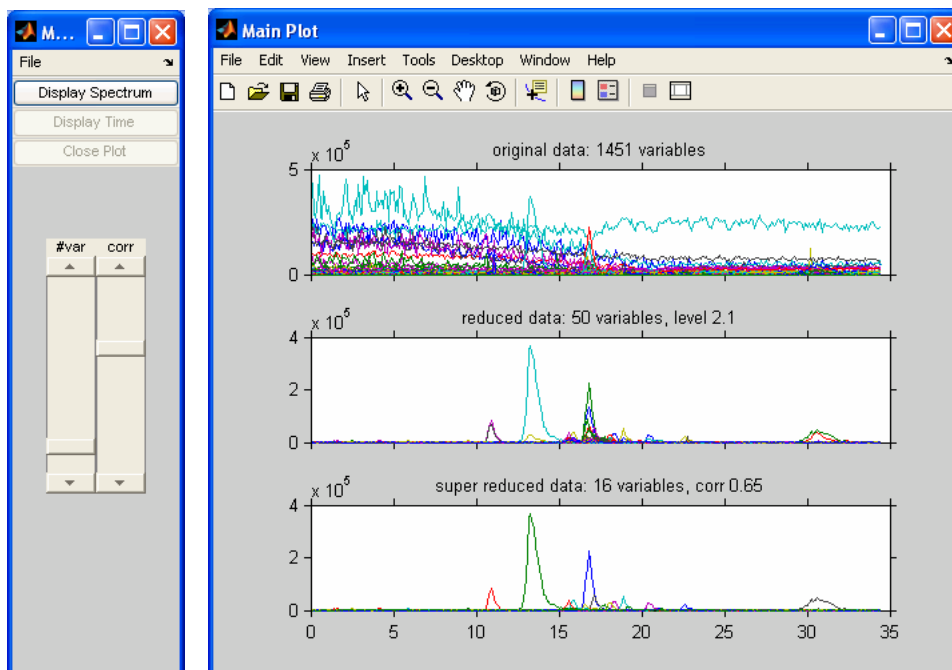 M...
File
Display Spectrum
Display Time
Close Plot
#var corr
Main Plot
File Edit View Insert Tools Desktop Window Help
x 10^5
original data: 1451 variables
5
0
x 10^5
reduced data: 50 variables, level 2.1
4
2
0
x 10^5
super reduced data: 16 variables, corr 0.65
4
2
0
0 5 10 15 20 25 30 35